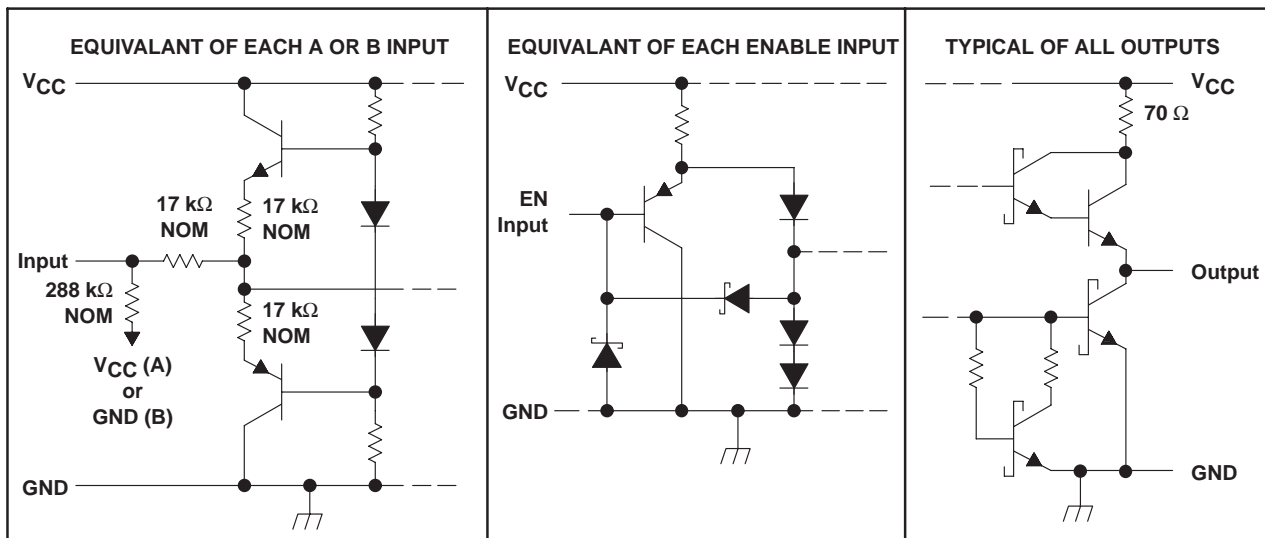 EQUIVALANT OF EACH A OR B INPUT
VCC
17 kΩ
NOM
17 kΩ
NOM
Input
288 kΩ
NOM
17 kΩ
NOM
VCC (A)
or
GND (B)
GND
EQUIVALANT OF EACH ENABLE INPUT
VCC
EN
Input
GND
TYPICAL OF ALL OUTPUTS
VCC
70 Ω
Output
GND